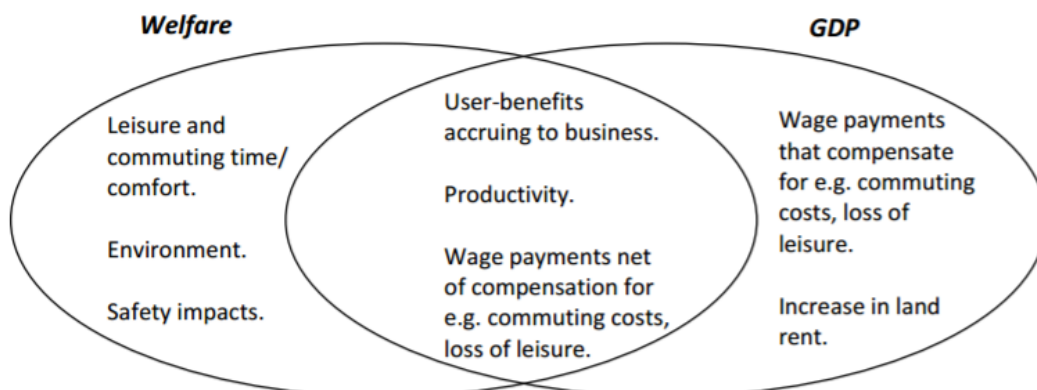 Welfare
GDP
Leisure and
commuting time/
comfort.
Environment.
Safety impacts.
User-benefits
accruing to business.
Productivity.
Wage payments net
of compensation for
e.g. commuting costs,
loss of leisure.
Wage payments
that compensate
for e.g. commuting
costs, loss of
leisure.
Increase in land
rent.